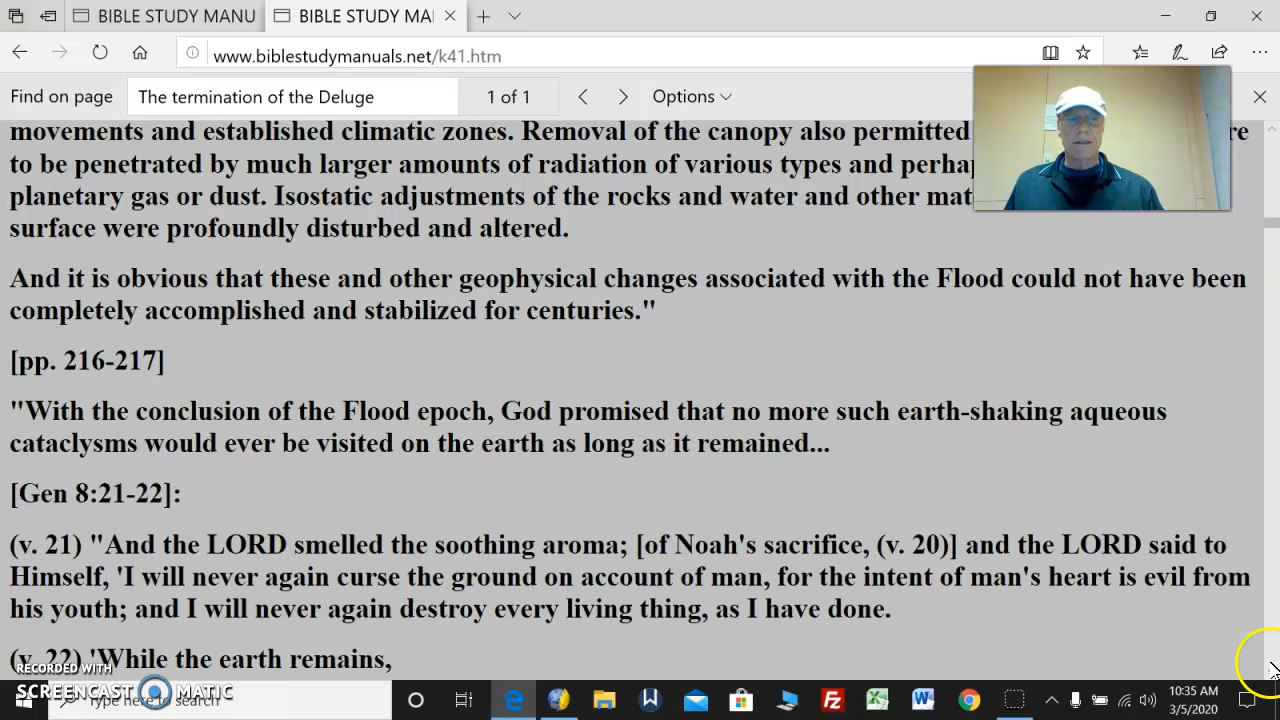 BIBLE STUDY MANU
BIBLE STUDY MA
www.biblestudymanuals.net/k41.htm
Find on page
The termination of the Deluge
1 of 1
Options
movements and established climatic zones. Removal of the canopy also permitted
to be penetrated by much larger amounts of radiation of various types and
planetary gas or dust. Isostatic adjustments of the rocks and water and other
surface were profoundly disturbed and altered.
And it is obvious that these and other geophysical changes associated with the Flood could not have been
completely accomplished and stabilized for centuries."
[pp. 216-217]
"With the conclusion of the Flood epoch, God promised that no more such earth-shaking aqueous
cataclysms would ever be visited on the earth as long as it remained...
[Gen 8:21-22]:
(v. 21) "And the LORD smelled the soothing aroma; [of Noah's sacrifice, (v. 20)] and the LORD said to
Himself, 'I will never again curse the ground on account of man, for the intent of man's heart is evil from
his youth; and I will never again destroy every living thing, as I have done.
(v. 22) 'While the earth remains,
RECORDED WITH
SCREENCAST MATIC
Type here to search
10:35 AM
3/5/2020